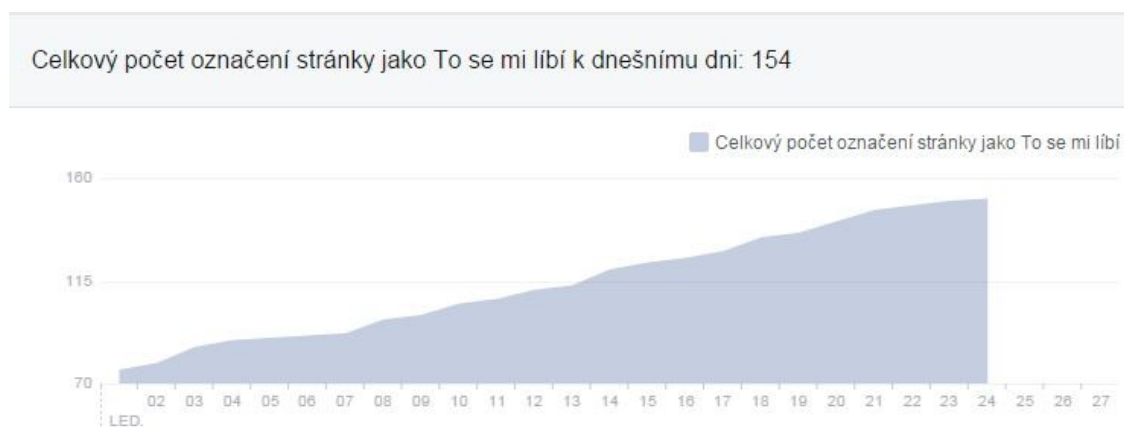 Celkový počet označení stránky jako To se mi líbí k dnešnímu dni: 154
Celkový počet označení stránky jako To se mi líbí
160
115
70
02 03 04 05 06 07 08 09 10 11 12 13 14 15 16 17 18 19 20 21 22 23 24 25 26 27
LED.